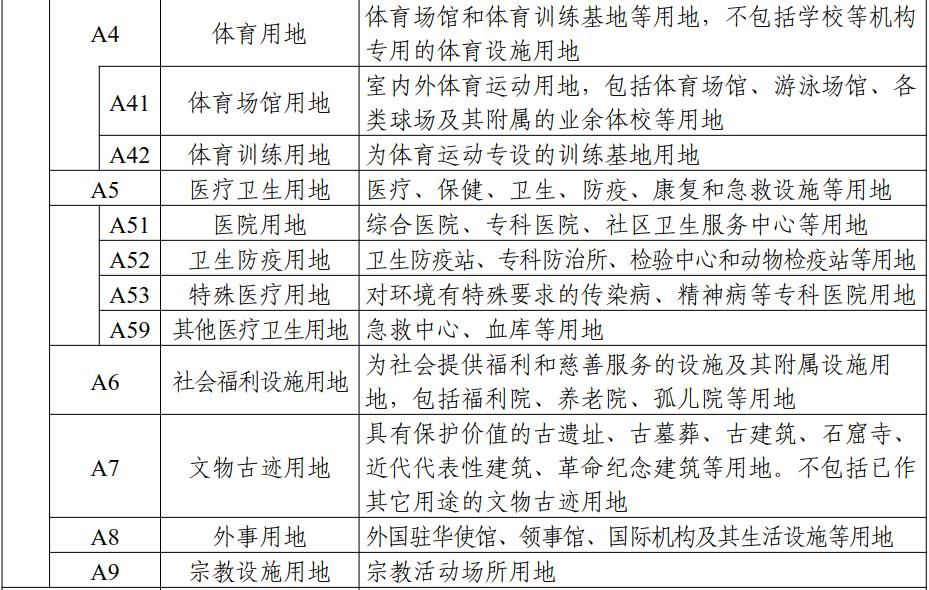 A4 体育用地 体育场馆和体育训练基地等用地，不包括学校等机构
专用的体育设施用地
A41 体育场馆用地 室内外体育运动用地，包括体育场馆、游泳场馆、各
类球场及其附属的业余体校等用地
A42 体育训练用地 为体育运动专设的训练基地用地
A5 医疗卫生用地 医疗、保健、卫生、防疫、康复和急救设施等用地
A51 医院用地 综合医院、专科医院、社区卫生服务中心等用地
A52 卫生防疫用地 卫生防疫站、专科防治所、检验中心和动物检疫站等用地
A53 特殊医疗用地 对环境有特殊要求的传染病、精神病等专科医院用地
A59 其他医疗卫生用地 急救中心、血库等用地
A6 社会福利设施用地 为社会提供福利和慈善服务的设施及其附属设施用
地，包括福利院、养老院、孤儿院等用地
A7 文物古迹用地 具有保护价值的古遗址、古墓葬、古建筑、石窟寺、
近代代表性建筑、革命纪念建筑等用地。不包括已作
其它用途的文物古迹用地
A8 外事用地 外国驻华使馆、领事馆、国际机构及其生活设施等用地
A9 宗教设施用地 宗教活动场所用地